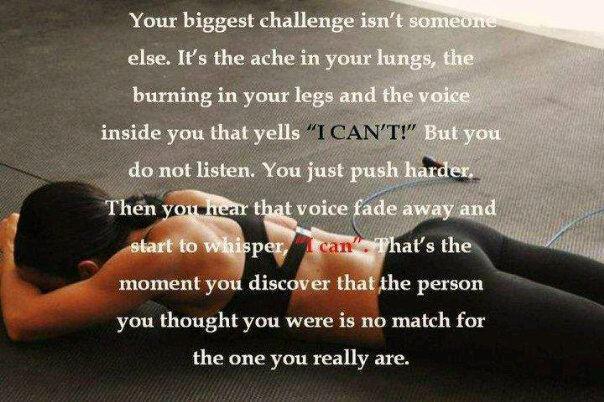 Your biggest challenge isn't someone
else. It's the ache in your lungs, the
burning in your legs and the voice
inside you that yells "I CAN'T!" But you
do not listen. You just push harder.
Then you hear that voice fade away and
start to whisper, "I can". That's the
moment you discover that the person
you thought you were is no match for
the one you really are.